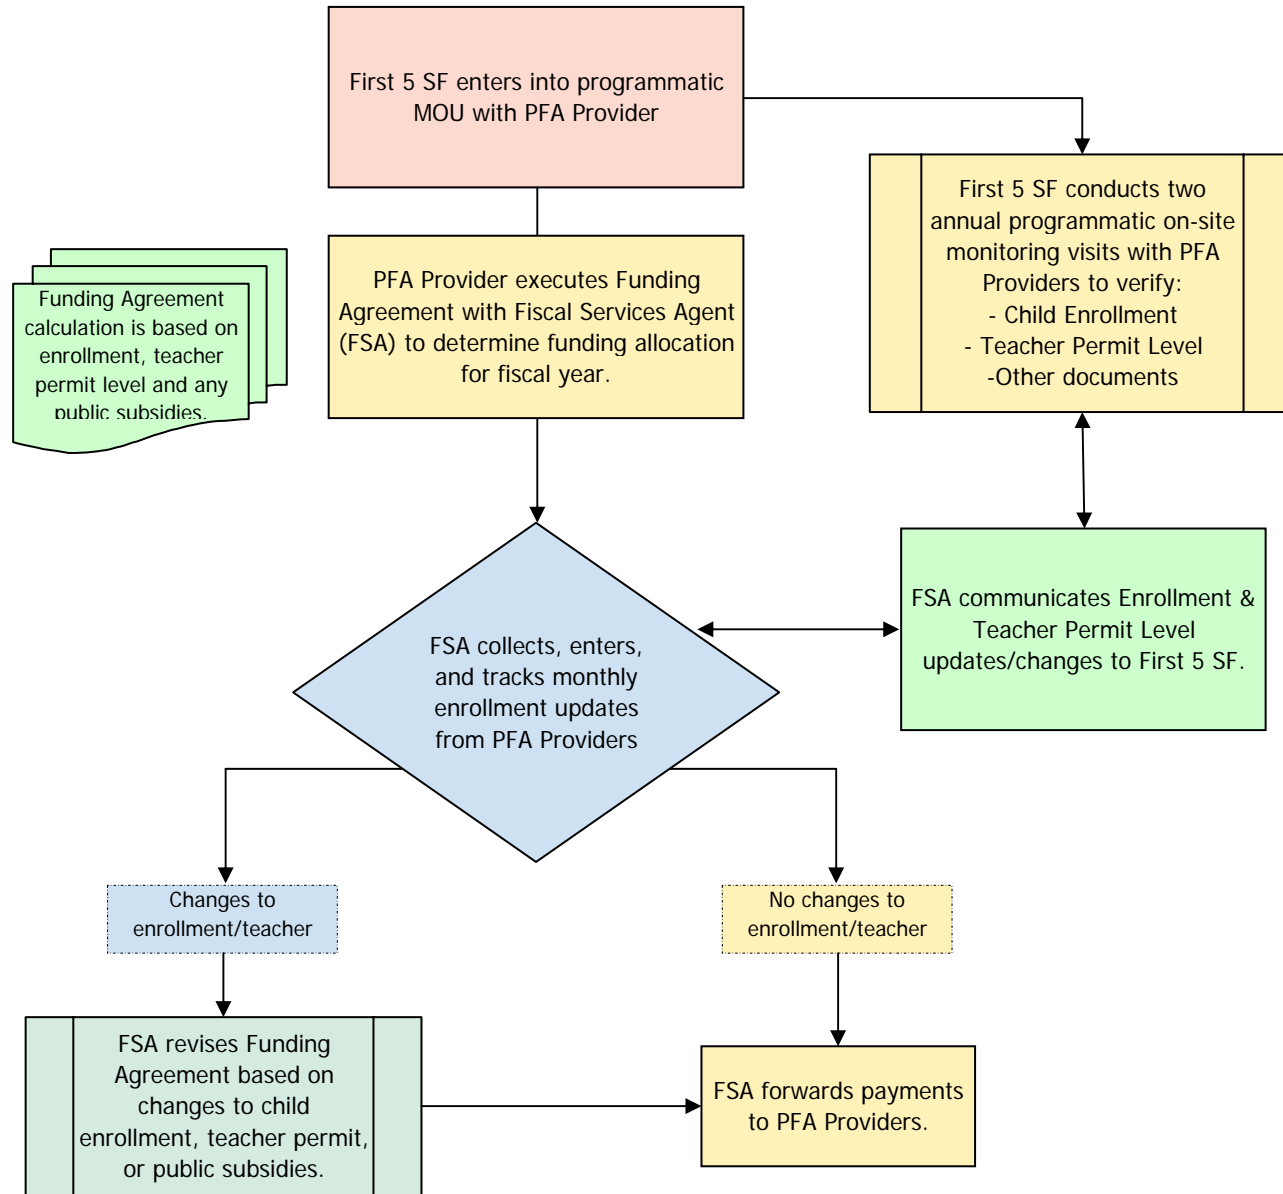 First 5 SF enters into programmatic
MOU with PFA Provider
First 5 SF conducts two
annual programmatic on-site
monitoring visits with PFA
Providers to verify:
- Child Enrollment
- Teacher Permit Level
-Other documents
PFA Provider executes Funding
Agreement with Fiscal Services Agent
(FSA) to determine funding allocation
for fiscal year.
Funding Agreement
calculation is based on
enrollment, teacher
permit level and any
public subsidies.
FSA communicates Enrollment &
Teacher Permit Level
updates/changes to First 5 SF.
FSA collects, enters,
and tracks monthly
enrollment updates
from PFA Providers
Changes to
enrollment/teacher
No changes to
enrollment/teacher
FSA revises Funding
Agreement based on
changes to child
enrollment, teacher permit,
or public subsidies.
FSA forwards payments
to PFA Providers.